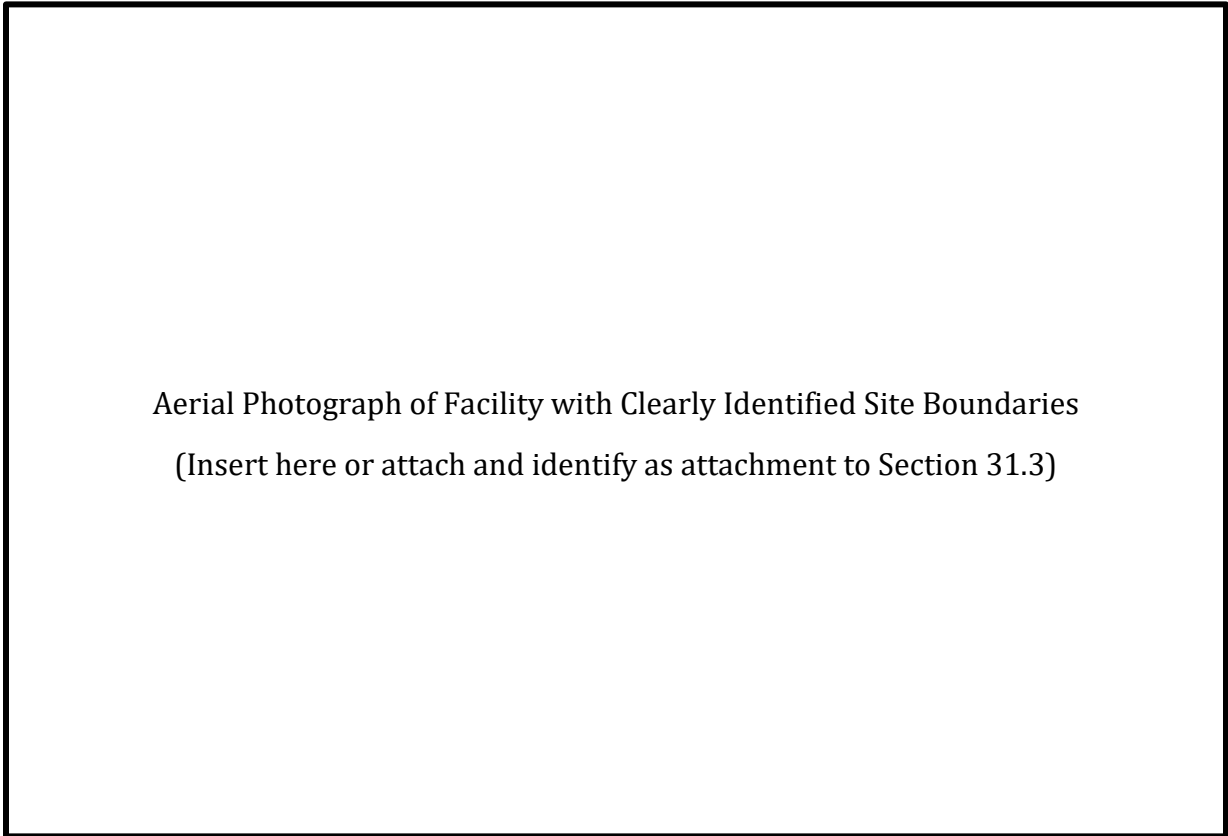 Aerial Photograph of Facility with Clearly Identified Site Boundaries
(Insert here or attach and identify as attachment to Section 31.3)